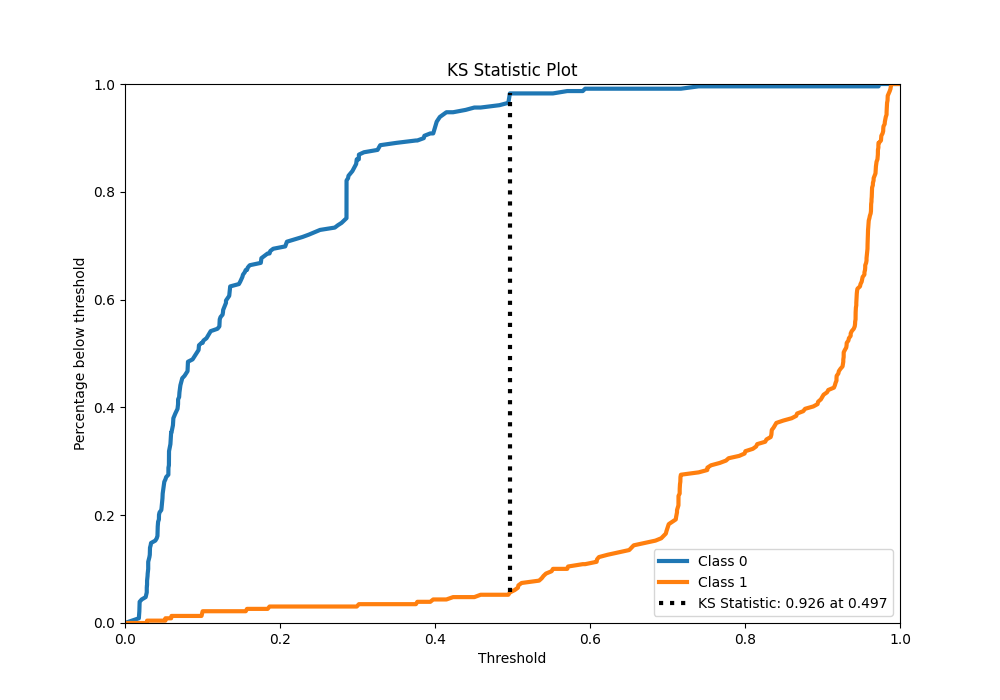 KS Statistic Plot
1.0
0.8
0.6
0.4
0.2
0.0
Percentage below threshold
Class 0
Class 1
KS Statistic: 0.926 at 0.497
0.0 0.2 0.4 0.6 0.8 1.0
Threshold